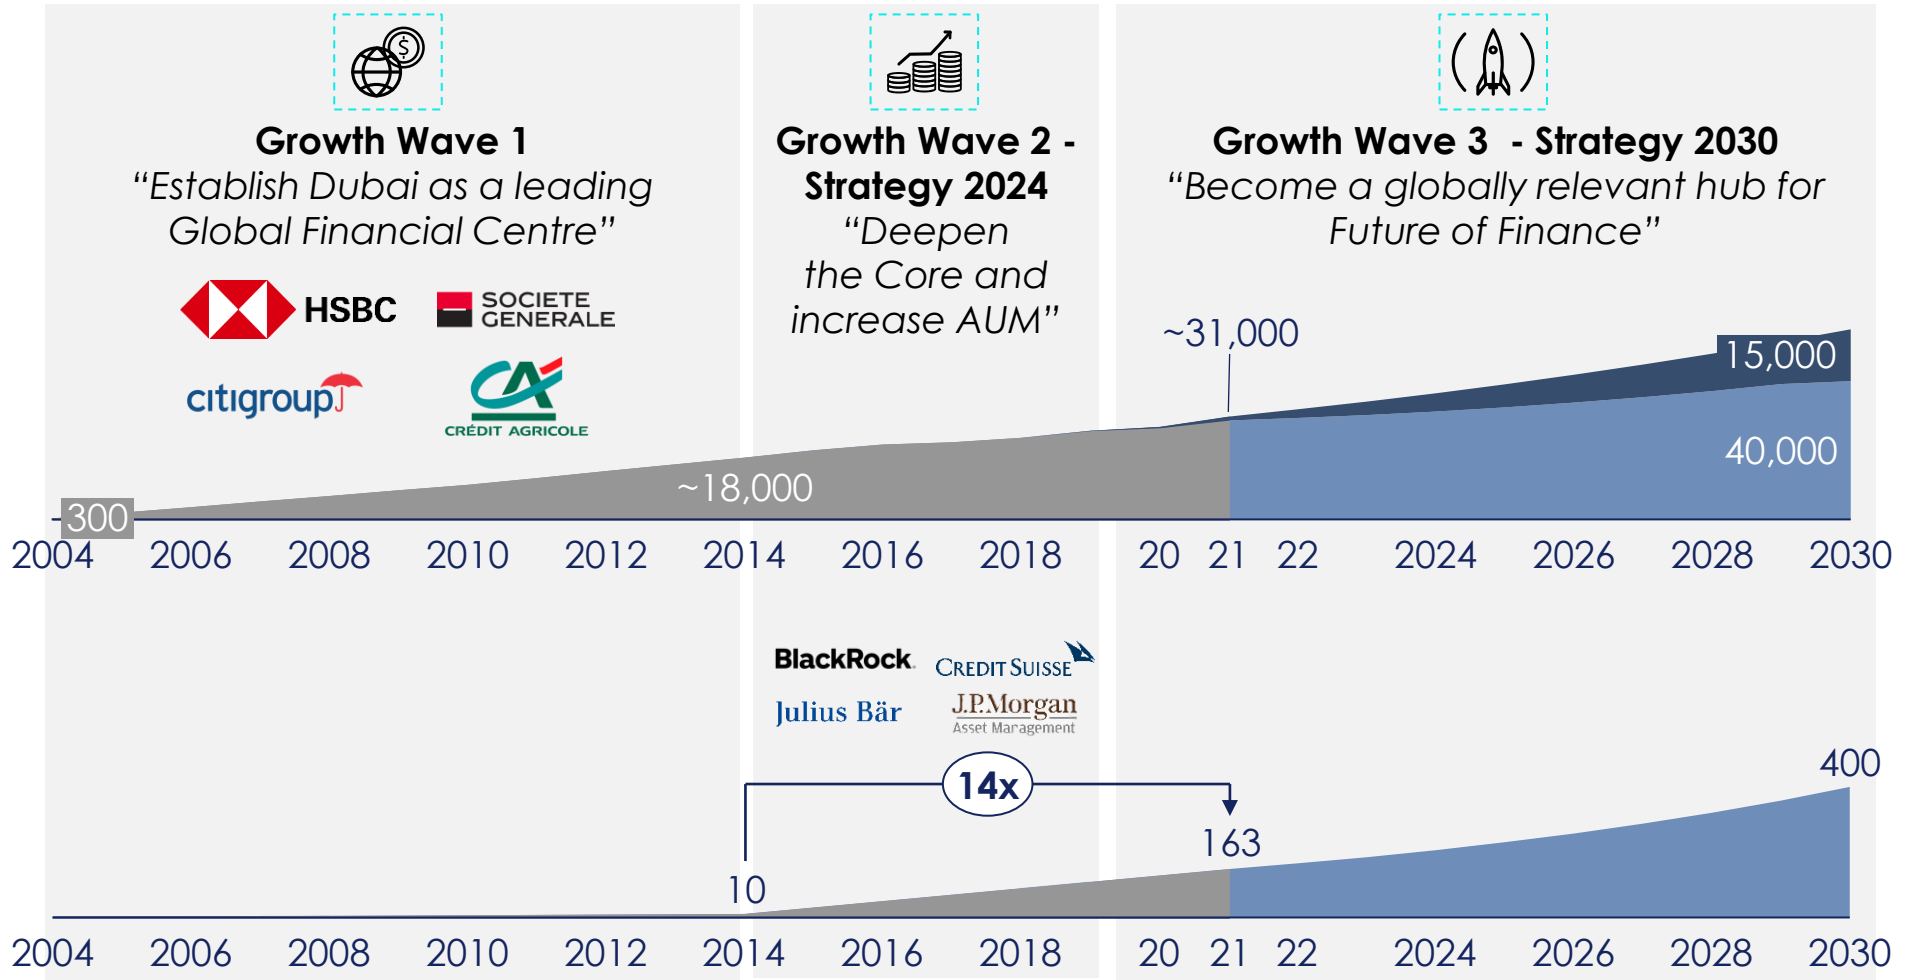 $
Growth Wave 1
“Establish Dubai as a leading
Global Financial Centre”
HSBC
SOCIETE
GENERALE
citigroup
CA
CRÉDIT AGRICOLE
Growth Wave 2 -
Strategy 2024
“Deepen
the Core and
increase AUM”
Growth Wave 3 - Strategy 2030
“Become a globally relevant hub for
Future of Finance”
~31,000
15,000
40,000
~18,000
300
2004 2006 2008 2010 2012 2014 2016 2018 20 21 22 2024 2026 2028 2030
BlackRock.
CREDIT SUISSE
Julius Bär
J.P.Morgan
Asset Management
14x
400
163
10
2004 2006 2008 2010 2012 2014 2016 2018 20 21 22 2024 2026 2028 2030